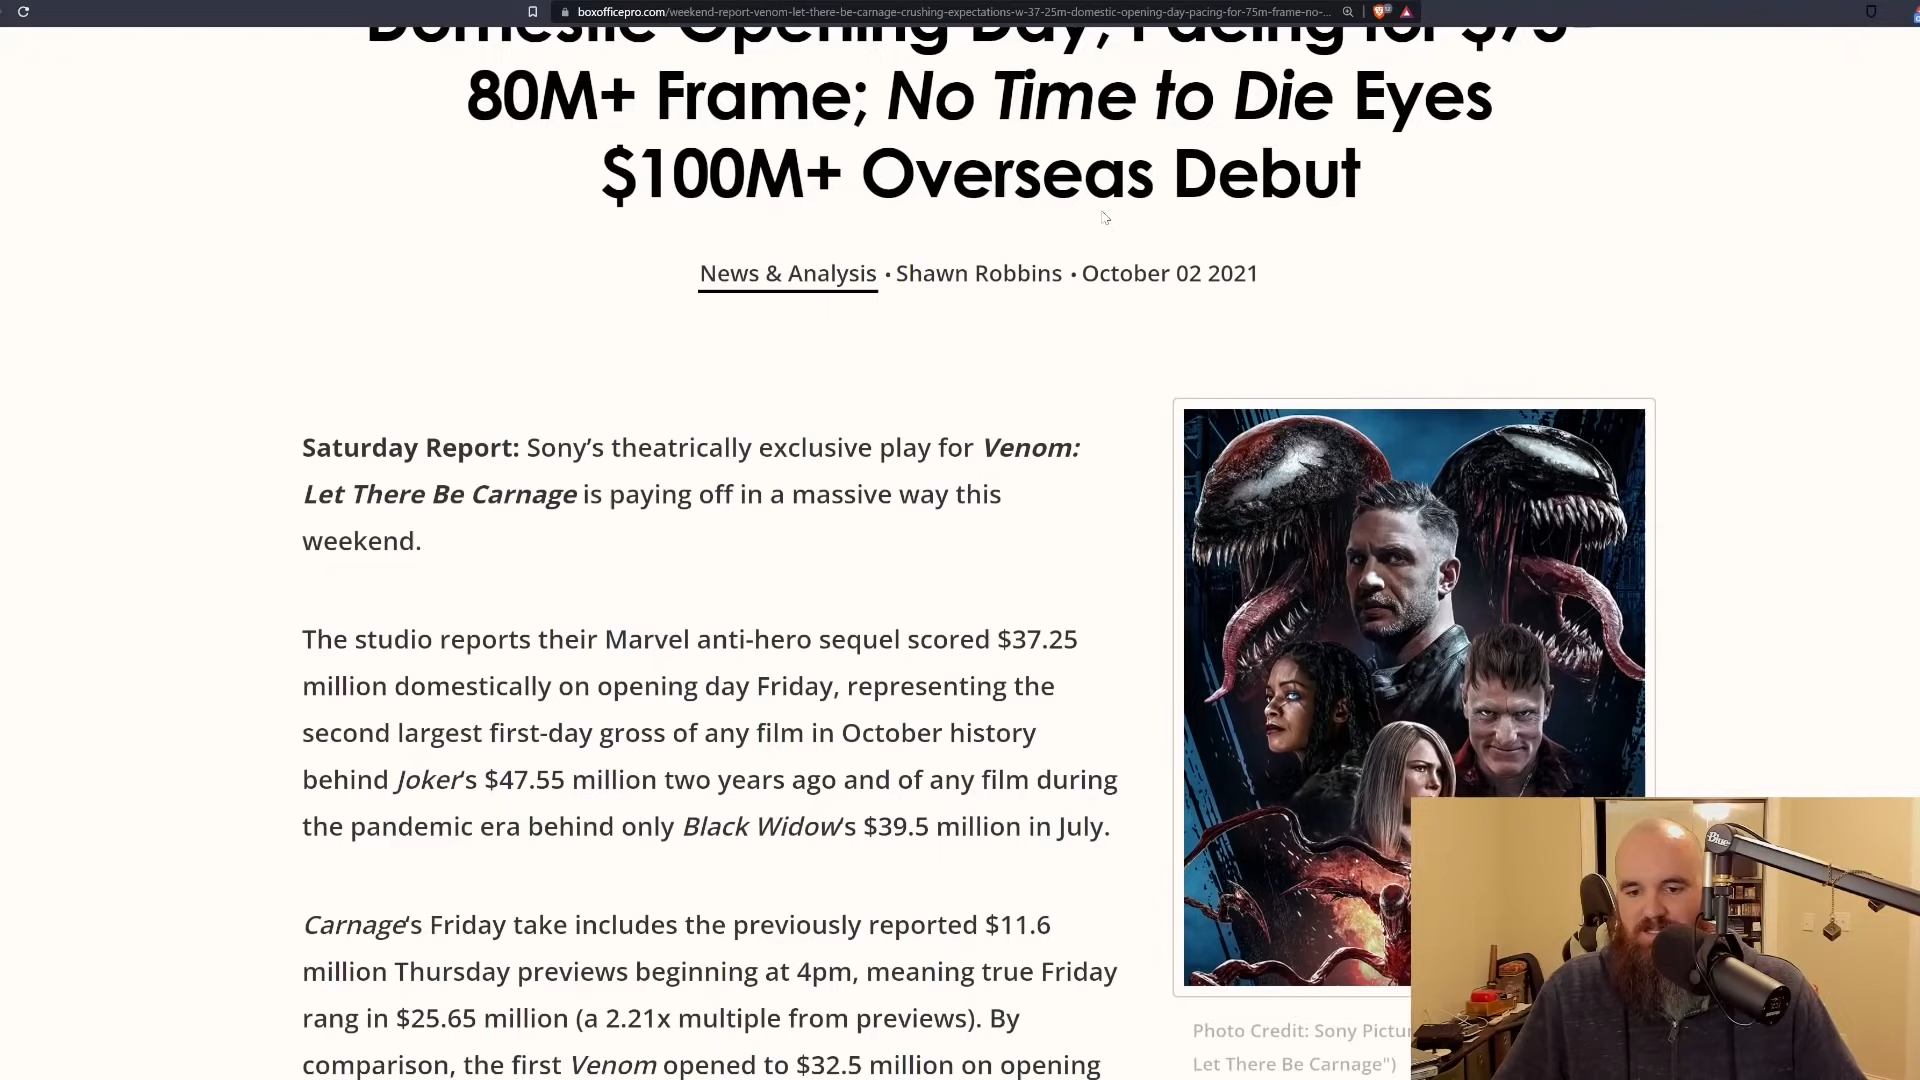 boxofficepro.com/weekend-report-venom-let-there-be-carnage-crushing-expectations-w-37-25m-domestic-opening-day-pacing-for-75m-frame-no-...
Domestic Opening Day, Pacing for $75-
80M+ Frame; No Time to Die Eyes
$100M+ Overseas Debut
News & Analysis • Shawn Robbins • October 02 2021
Saturday Report: Sony’s theatrically exclusive play for Venom:
Let There Be Carnage is paying off in a massive way this
weekend.
The studio reports their Marvel anti-hero sequel scored $37.25
million domestically on opening day Friday, representing the
second largest first-day gross of any film in October history
behind Joker‘s $47.55 million two years ago and of any film during
the pandemic era behind only Black Widow‘s $39.5 million in July.
Carnage‘s Friday take includes the previously reported $11.6
million Thursday previews beginning at 4pm, meaning true Friday
rang in $25.65 million (a 2.21x multiple from previews). By
comparison, the first Venom opened to $32.5 million on opening
Photo Credit: Sony Pictu
Let There Be Carnage")
Blue